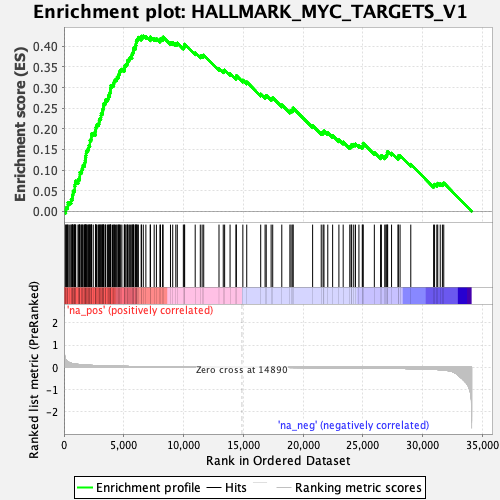 Enrichment plot: HALLMARK_MYC_TARGETS_V1
Enrichment score (ES)
0.40
0.35
0.30
0.25
0.20
0.15
0.10
0.05
0.00
'na_pos' (positively correlated)
Ranked list metric (PreRanked)
2
1
0
-1
-2
Zero cross at 14890
'na_neg' (negatively correlated)
0
5,000
10,000
15,000
20,000
25,000
30,000
35,000
Rank in Ordered Dataset
Enrichment profile
Hits
Ranking metric scores